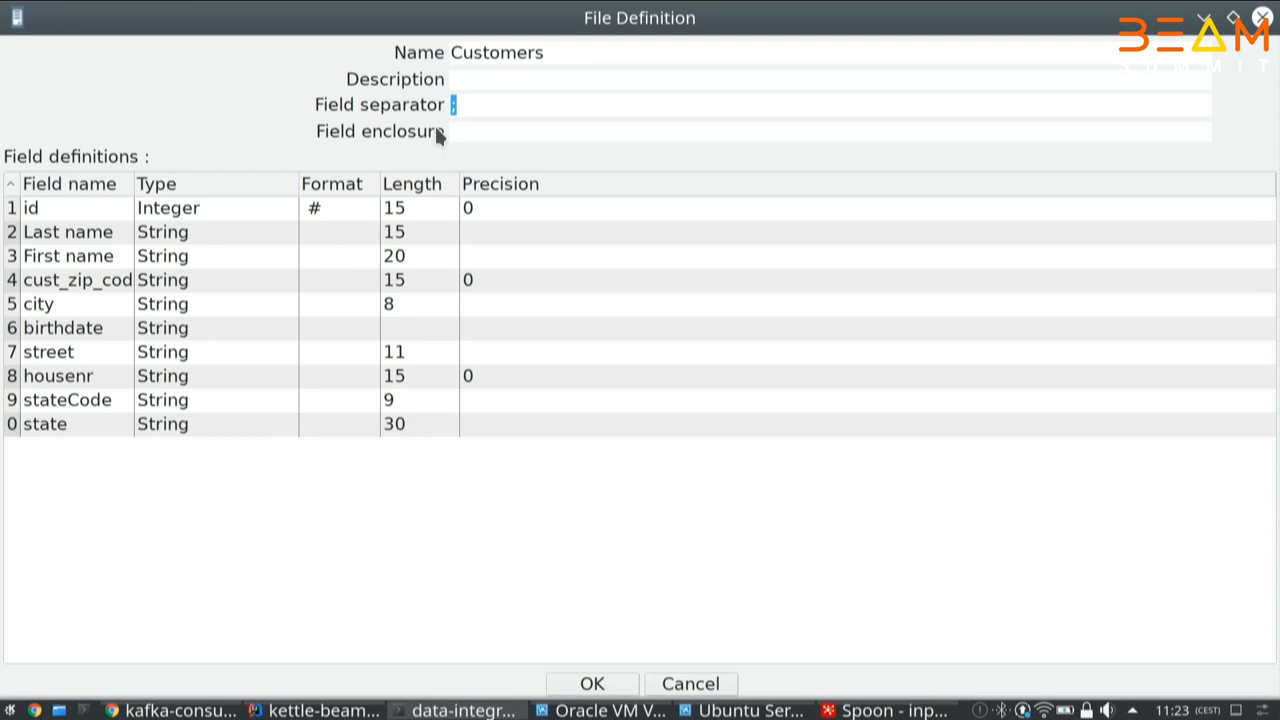 File Definition
BEAM
SUMMIT
Name Customers
Description
Field separator ;
Field enclosure
Field definitions :
Field name Type Format Length Precision
1 id Integer # 15 0
2 Last name String 15
3 First name String 20
4 cust_zip_cod String 15 0
5 city String 8
6 birthdate String
7 street String 11
8 housenr String 15 0
9 stateCode String 9
0 state String 30
OK Cancel
kafka-consu... kettle-beam... data-integr... Oracle VM V... Ubuntu Ser... Spoon - inp... 11:23 (CEST)